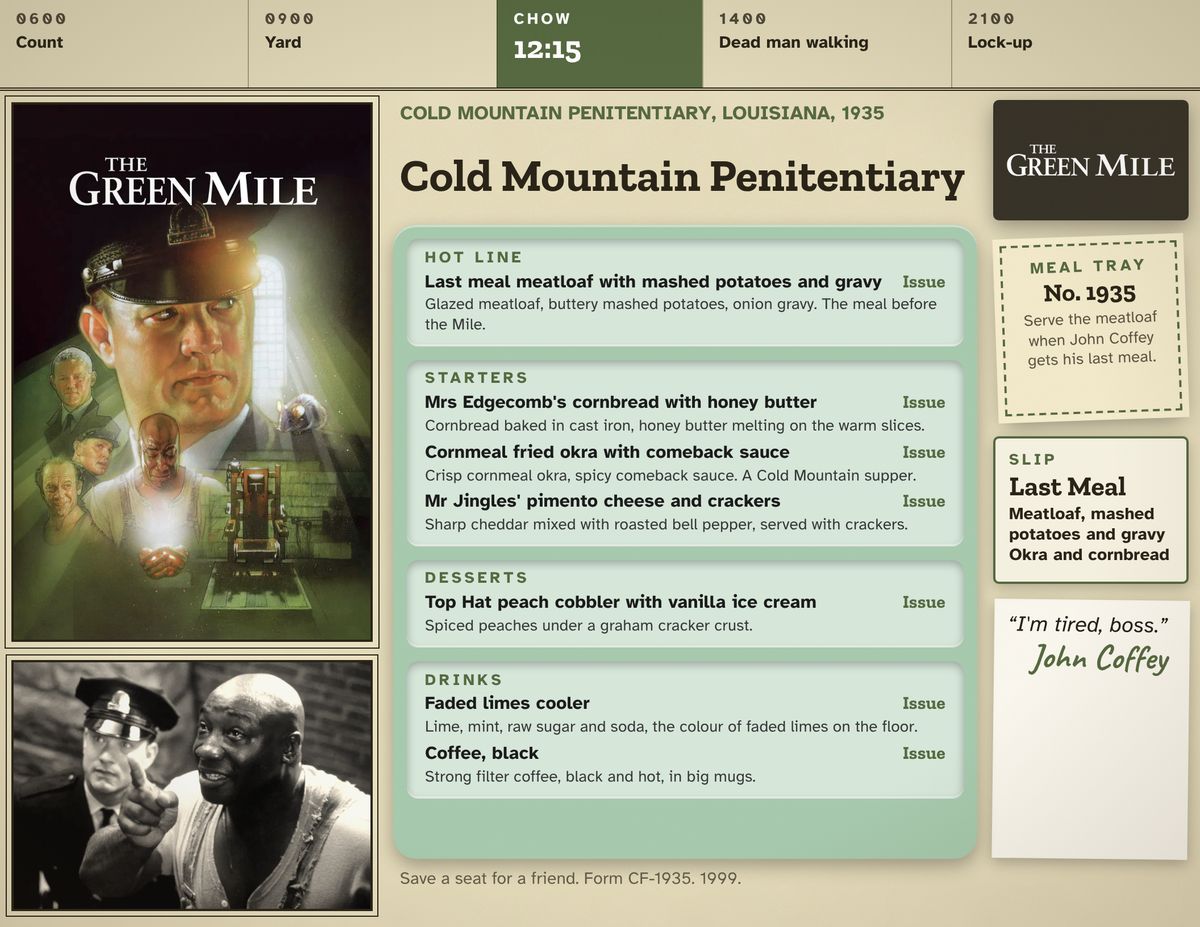 0600
Count
0900
Yard
CHOW
12:15
1400
Dead man walking
2100
Lock-up
THE
GREEN MILE
COLD MOUNTAIN PENITENTIARY, LOUISIANA, 1935
Cold Mountain Penitentiary
HOT LINE
Last meal meatloaf with mashed potatoes and gravy Issue
Glazed meatloaf, buttery mashed potatoes, onion gravy. The meal before
the Mile.
STARTERS
Mrs Edgecomb's cornbread with honey butter Issue
Cornbread baked in cast iron, honey butter melting on the warm slices.
Cornmeal fried okra with comeback sauce Issue
Crisp cornmeal okra, spicy comeback sauce. A Cold Mountain supper.
Mr Jingles' pimento cheese and crackers Issue
Sharp cheddar mixed with roasted bell pepper, served with crackers.
DESSERTS
Top Hat peach cobbler with vanilla ice cream Issue
Spiced peaches under a graham cracker crust.
DRINKS
Faded limes cooler Issue
Lime, mint, raw sugar and soda, the colour of faded limes on the floor.
Coffee, black Issue
Strong filter coffee, black and hot, in big mugs.
Save a seat for a friend. Form CF-1935. 1999.
THE
GREEN MILE
MEAL TRAY
No. 1935
Serve the meatloaf
when John Coffey
gets his last meal.
SLIP
Last Meal
Meatloaf, mashed
potatoes and gravy
Okra and cornbread
“I'm tired, boss.”
John Coffey